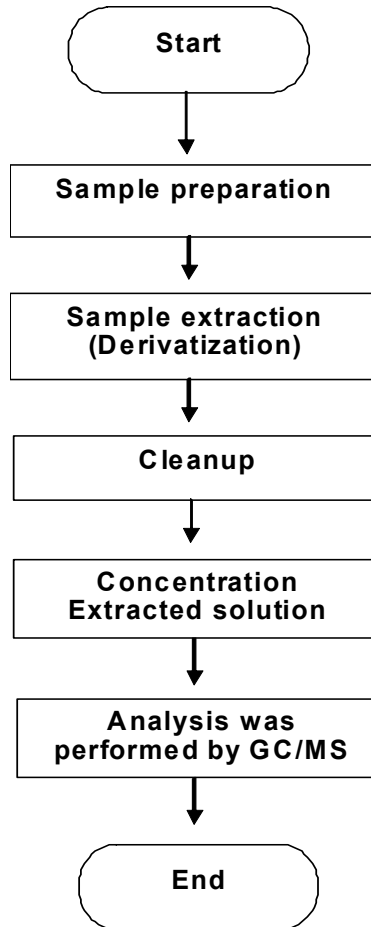 Start
Sample preparation
Sample extraction
(Derivatization)
Cleanup
Concentration
Extracted solution
Analysis was
performed by GC/MS
End